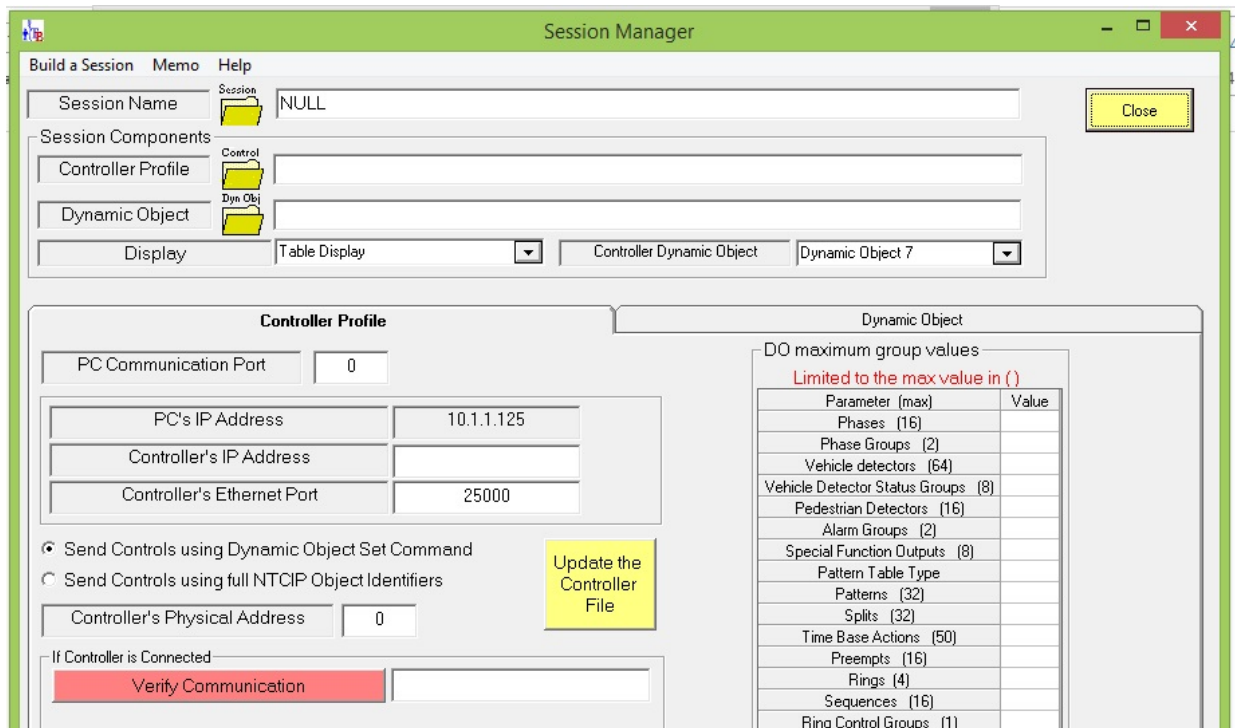 Session Manager
Build a Session Memo Help
Session Name
Session
NULL
Close
Session Components
Controller Profile
Control
Dynamic Object
Dyn Obj
Display
Table Display
Controller Dynamic Object
Dynamic Object 7
Controller Profile
Dynamic Object
PC Communication Port
0
PC's IP Address
10.1.1.125
Controller's IP Address
Controller's Ethernet Port
25000
Send Controls using Dynamic Object Set Command
Send Controls using full NTCIP Object Identifiers
Update the
Controller
File
Controller's Physical Address
0
If Controller is Connected
Verify Communication
DO maximum group values
Limited to the max value in ( )
Parameter (max) Value
Phases (16)
Phase Groups (2)
Vehicle detectors (64)
Vehicle Detector Status Groups (8)
Pedestrian Detectors (16)
Alarm Groups (2)
Special Function Outputs (8)
Pattern Table Type
Patterns (32)
Splits (32)
Time Base Actions (50)
Preempts (16)
Rings (4)
Sequences (16)
Ring Control Groups (1)